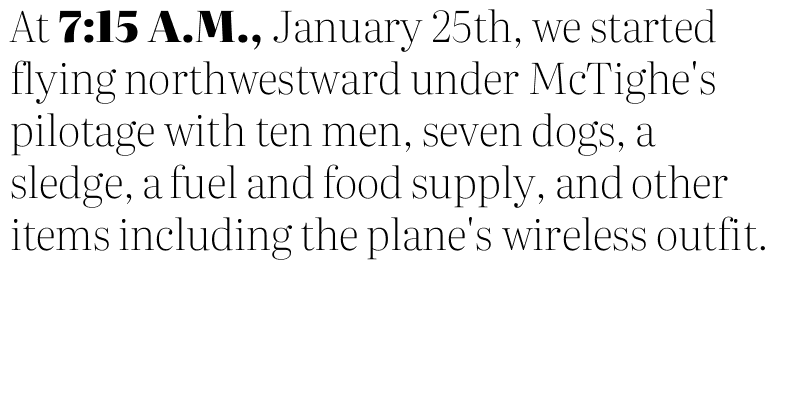 At 7:15 A.M., January 25th, we started
flying northwestward under McTighe's
pilotage with ten men, seven dogs, a
sledge, a fuel and food supply, and other
items including the plane's wireless outfit.